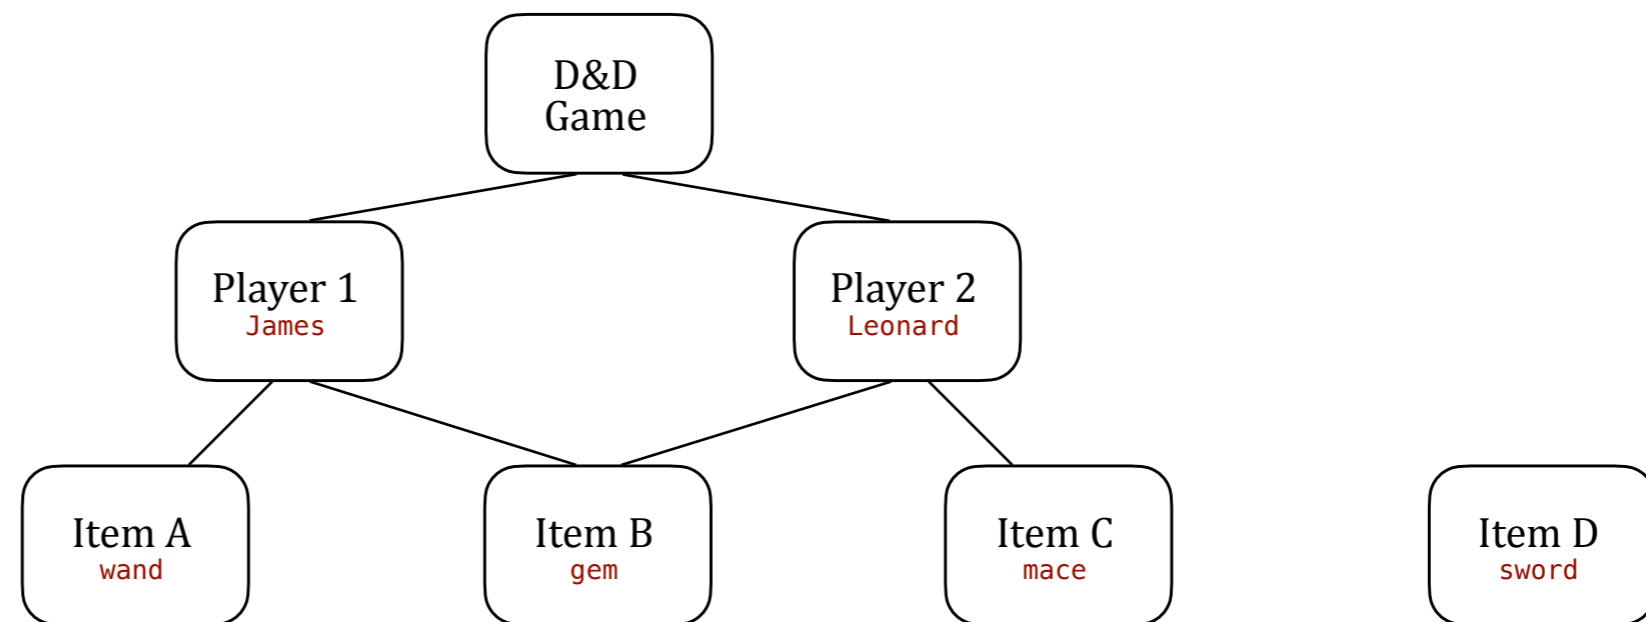 D&D
Game
Player 1
James
Player 2
Leonard
Item A
wand
Item B
gem
Item C
mace
Item D
sword